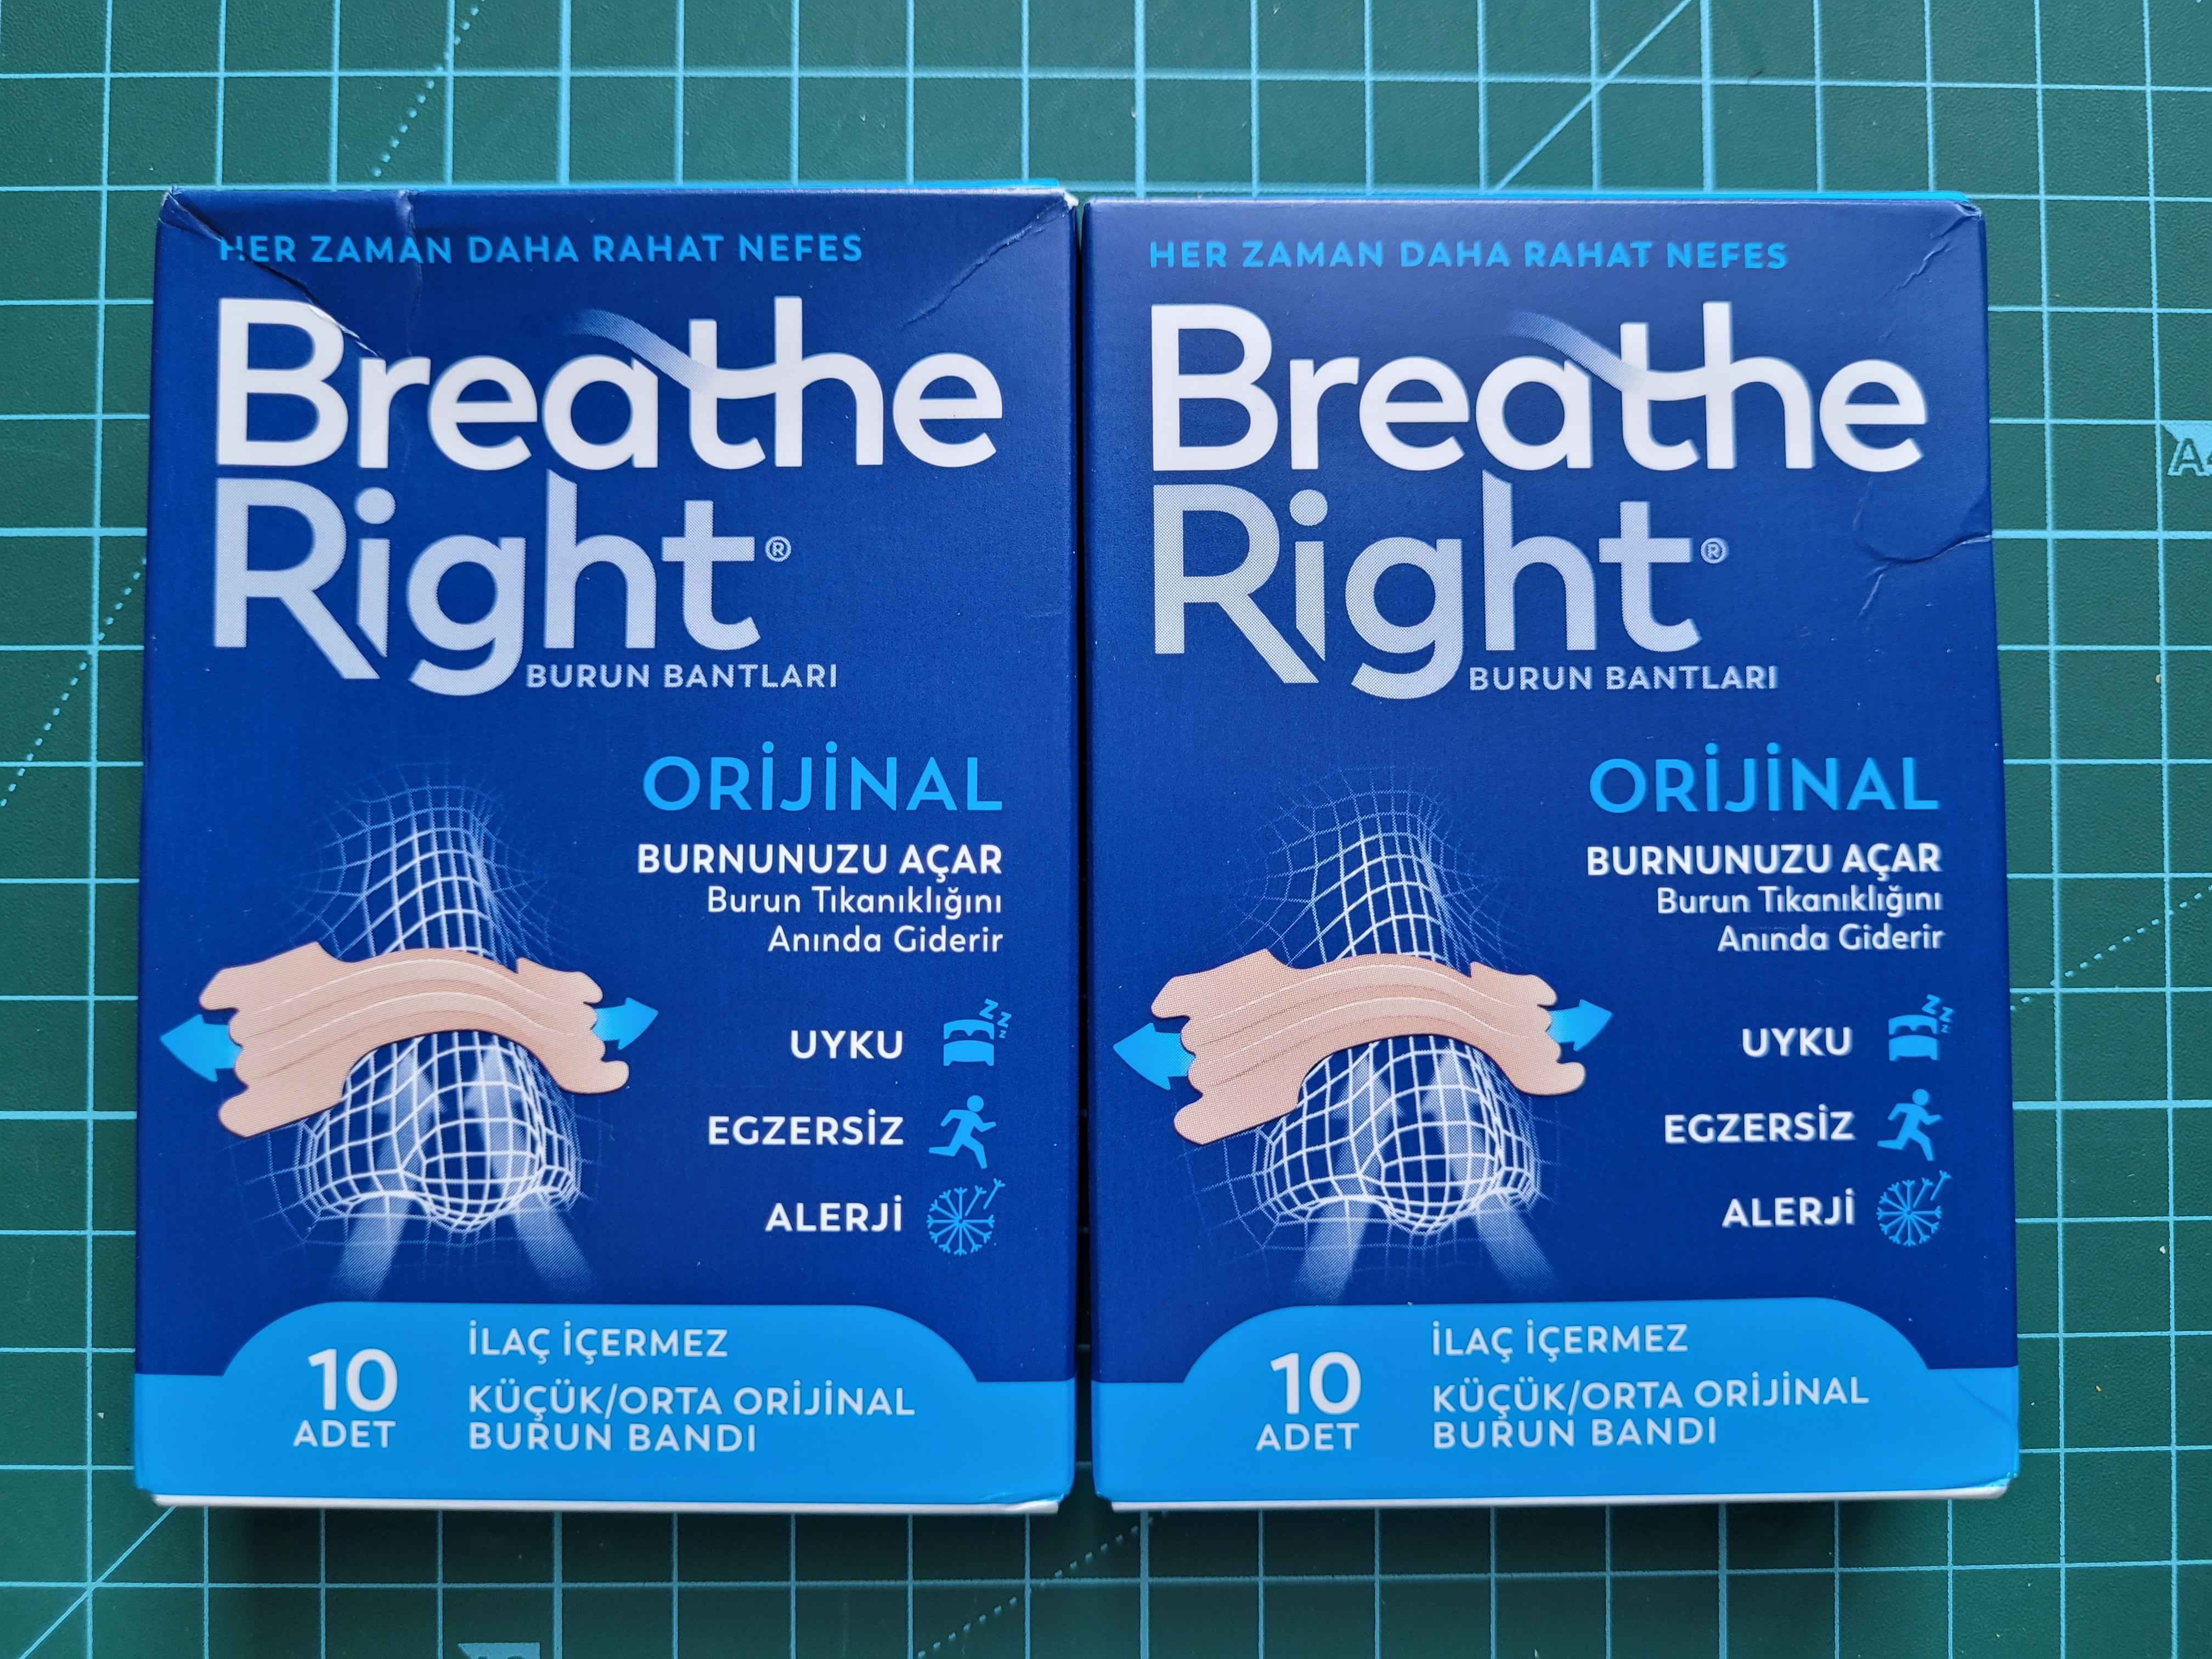 HER ZAMAN DAHA RAHAT NEFES
Breathe
Right®
BURUN BANTLARI
ORİJİNAL
BURNUNUZU AÇAR
Burun Tıkanıklığını
Anında Giderir
UYKU
EGZERSİZ
ALERJİ
10
ADET
İLAÇ İÇERMEZ
KÜÇÜK/ORTA ORİJİNAL
BURUN BANDI
HER ZAMAN DAHA RAHAT NEFES
Breathe
Right®
BURUN BANTLARI
ORİJİNAL
BURNUNUZU AÇAR
Burun Tıkanıklığını
Anında Giderir
UYKU
EGZERSİZ
ALERJİ
10
ADET
İLAÇ İÇERMEZ
KÜÇÜK/ORTA ORİJİNAL
BURUN BANDI